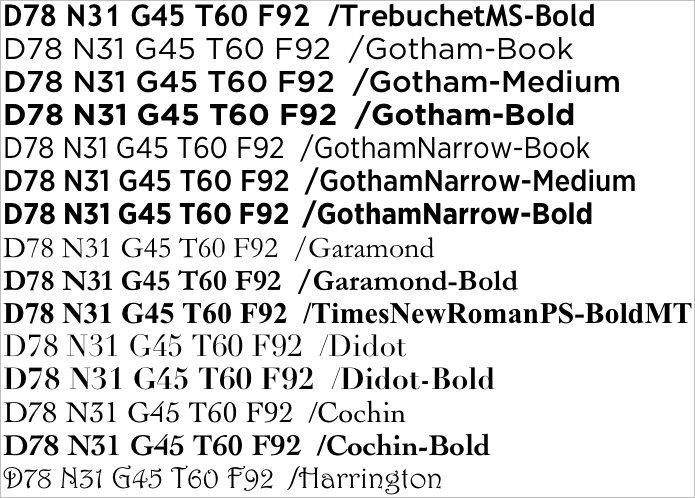 D78 N31 G45 T60 F92 /TrebuchetMS-Bold
D78 N31 G45 T60 F92 /Gotham-Book
D78 N31 G45 T60 F92 /Gotham-Medium
D78 N31 G45 T60 F92 /Gotham-Bold
D78 N31 G45 T60 F92 /GothamNarrow-Book
D78 N31 G45 T60 F92 /GothamNarrow-Medium
D78 N31 G45 T60 F92 /GothamNarrow-Bold
D78 N31 G45 T60 F92 /Garamond
D78 N31 G45 T60 F92 /Garamond-Bold
D78 N31 G45 T60 F92 /TimesNewRomanPS-BoldMT
D78 N31 G45 T60 F92 /Didot
D78 N31 G45 T60 F92 /Didot-Bold
D78 N31 G45 T60 F92 /Cochin
D78 N31 G45 T60 F92 /Cochin-Bold
D78 N31 G45 T60 F92 /Harrington